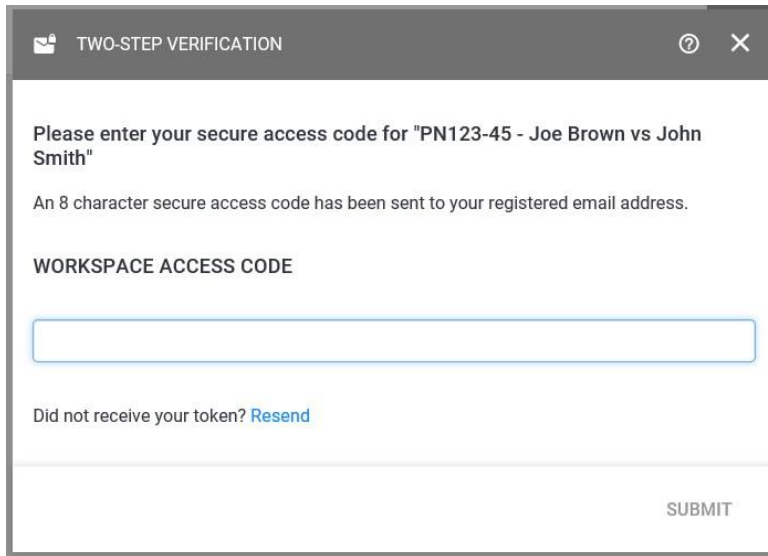 TWO-STEP VERIFICATION
Please enter your secure access code for "PN123-45 - Joe Brown vs John
Smith"
An 8 character secure access code has been sent to your registered email address.
WORKSPACE ACCESS CODE
Did not receive your token? Resend
SUBMIT